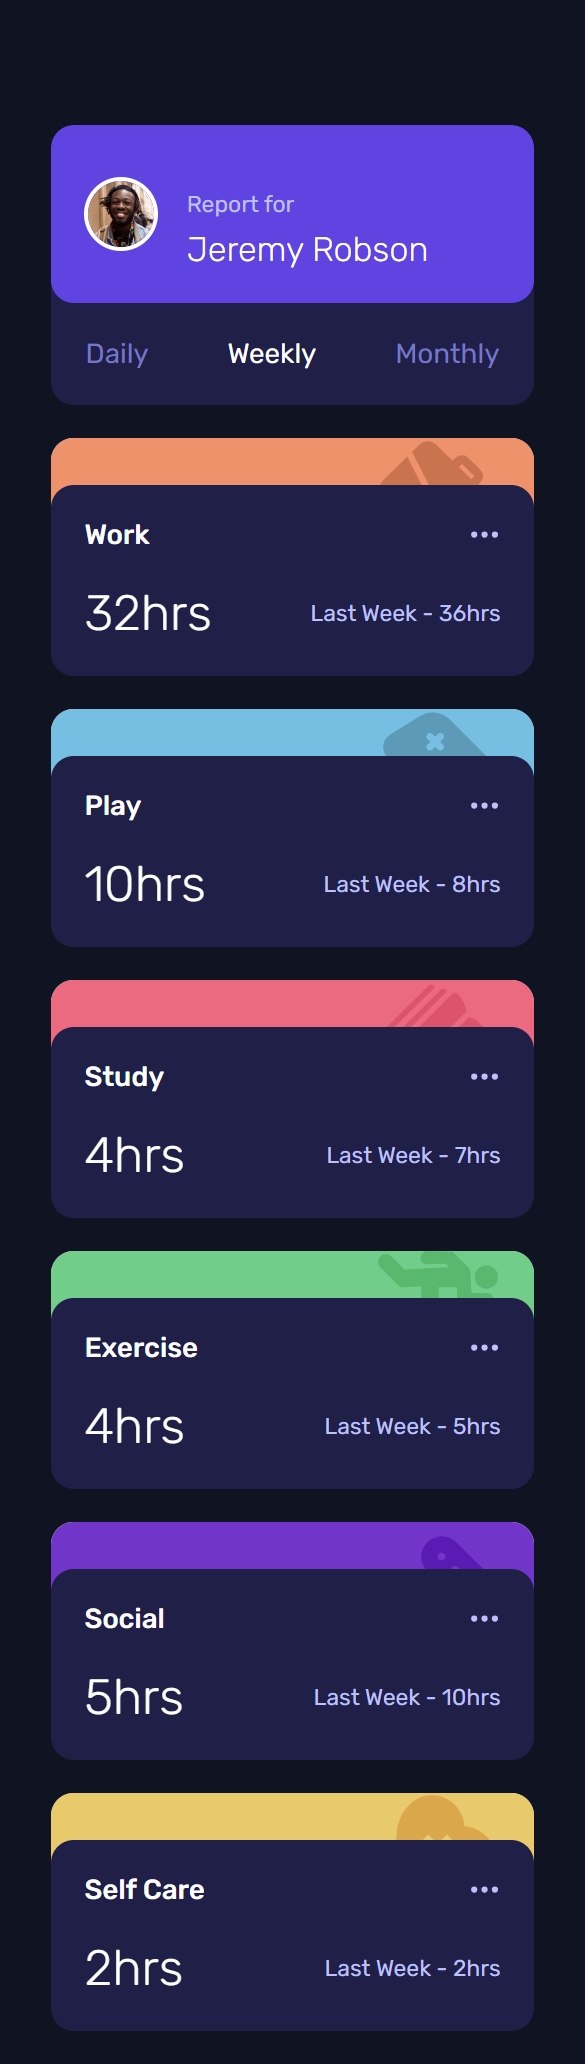 Report for
Jeremy Robson
Daily Weekly Monthly
Work
32hrs Last Week - 36hrs
Play
10hrs Last Week - 8hrs
Study
4hrs Last Week - 7hrs
Exercise
4hrs Last Week - 5hrs
Social
5hrs Last Week - 10hrs
Self Care
2hrs Last Week - 2hrs